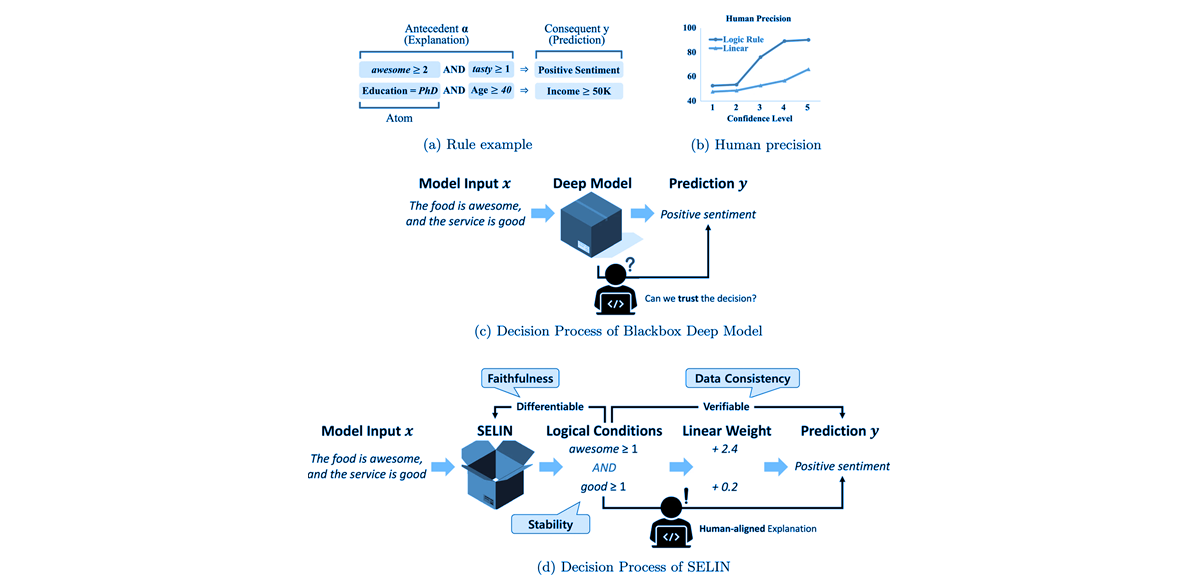 Antecedent α
(Explanation)
Consequent y
(Prediction)
awesome ≥ 2 AND tasty ≥ 1 ⇒ Positive Sentiment
Education = PhD AND Age ≥ 40 ⇒ Income ≥ 50K
Atom
(a) Rule example
Human Precision
100
80
60
40
Logic Rule
Linear
1 2 3 4 5
Confidence Level
(b) Human precision
Model Input x Deep Model Prediction y
The food is awesome,
and the service is good
Positive sentiment
?
</>
Can we trust the decision?
(c) Decision Process of Blackbox Deep Model
Faithfulness
Data Consistency
Differentiable
Verifiable
Model Input x SELIN Logical Conditions Linear Weight Prediction y
The food is awesome,
and the service is good
awesome ≥ 1
AND
good ≥ 1
+ 2.4
+ 0.2
Positive sentiment
Stability
!
</>
Human-aligned Explanation
(d) Decision Process of SELIN